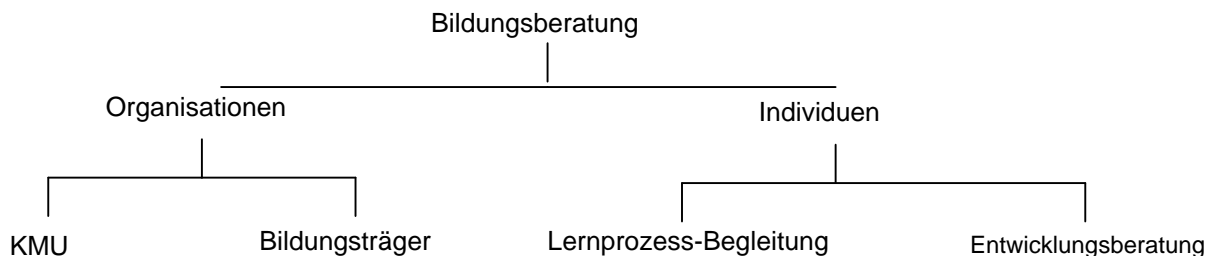 Bildungsberatung
Organisationen
Individuen
KMU
Bildungsträger
Lernprozess-Begleitung
Entwicklungsberatung